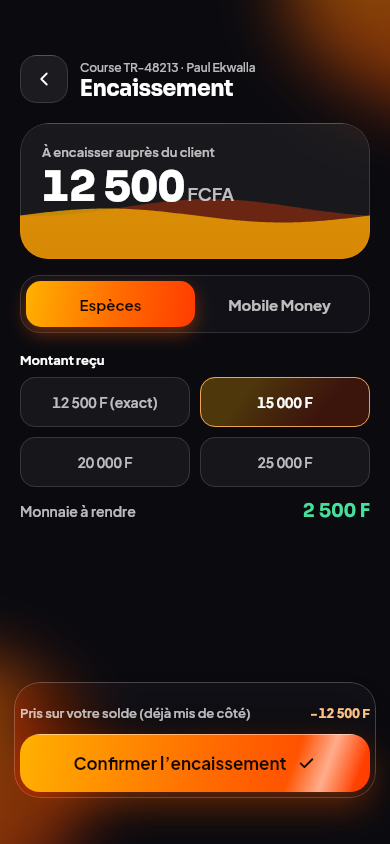 Course TR-48213 · Paul Ekwalla
Encaissement
À encaisser auprès du client
12 500 FCFA
Espèces
Mobile Money
Montant reçu
12 500 F (exact)
15 000 F
20 000 F
25 000 F
Monnaie à rendre
2 500 F
Pris sur votre solde (déjà mis de côté)
−12 500 F
Confirmer l’encaissement